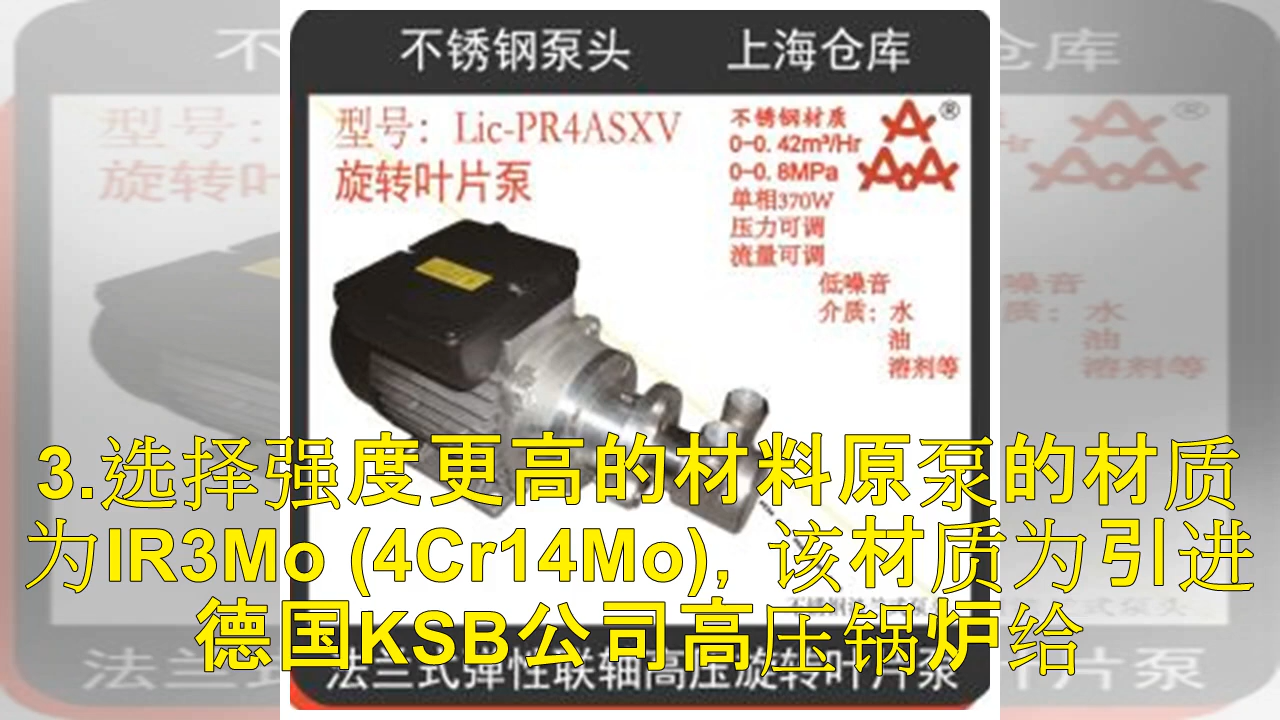 不锈钢泵头 上海仓库
型号：Lic-PR4ASXV
旋转叶片泵
不锈钢材质
0-0.42m³/Hr
0-0.8MPa
单相370W
压力可调
流量可调
低噪音
介质：水
油
溶剂等
®
3.选择强度更高的材料原泵的材质
为IR3Mo (4Cr14Mo)，该材质为引进
德国KSB公司高压锅炉给
法兰式弹性联轴高压旋转叶片泵